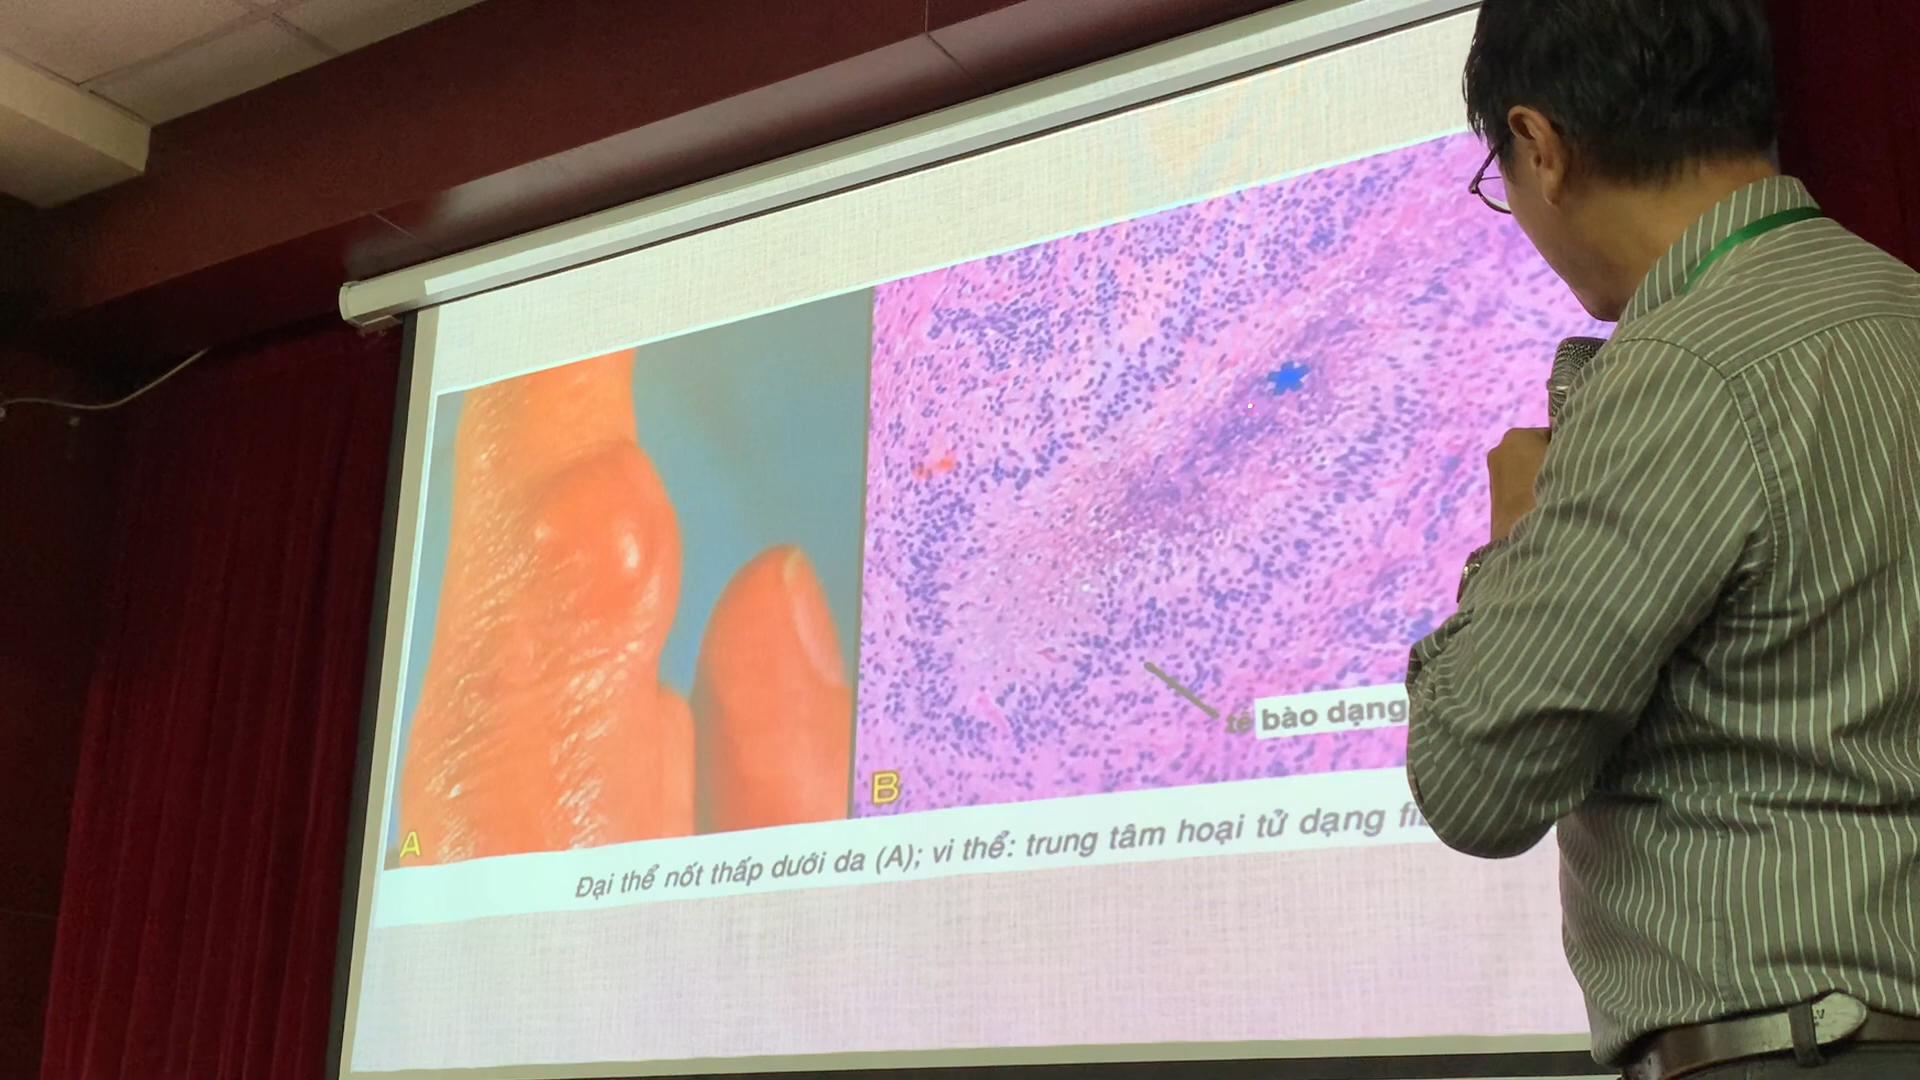 tế bào dạng
A
B
Đại thể nốt thấp dưới da (A); vi thể: trung tâm hoại tử dạng